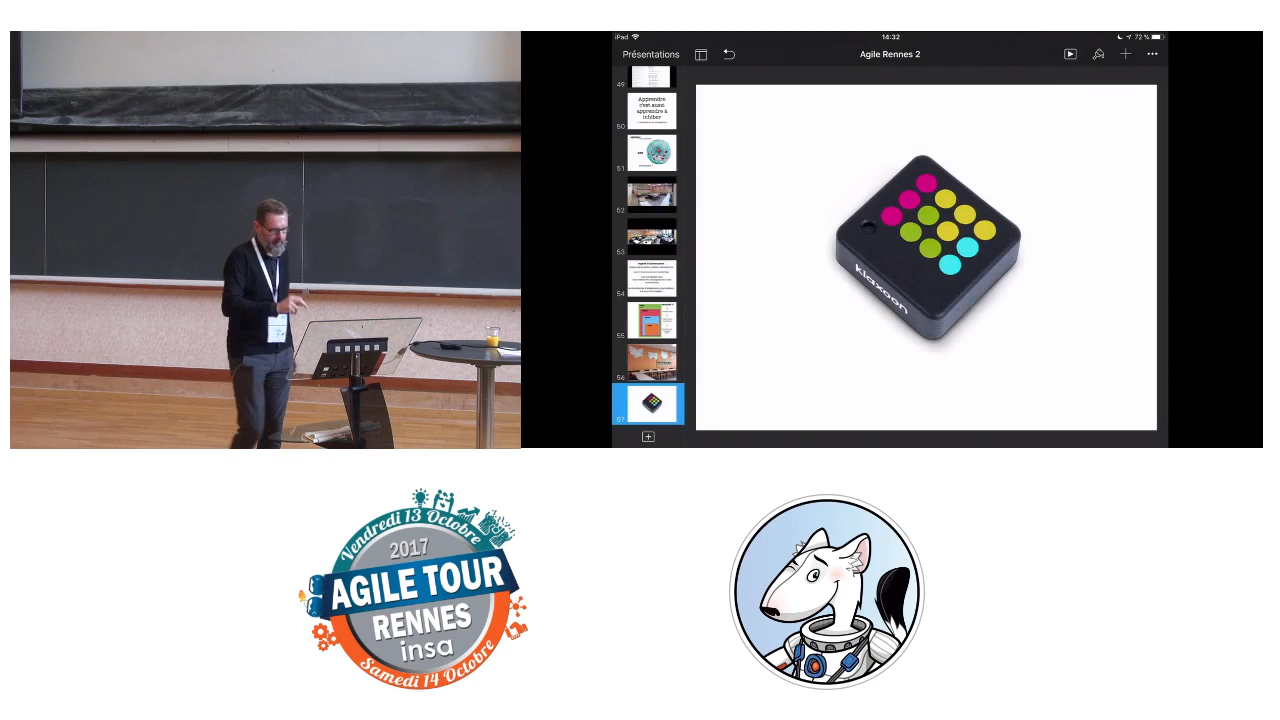 iPad
14:32
72 %
Présentations
Agile Rennes 2
49
50
Apprendre
c'est aussi
apprendre à
inhiber
51
52
53
54
55
56
57
klaxoon
Vendredi 13 Octobre
2017
AGILE TOUR
RENNES
insa
Samedi 14 Octobre